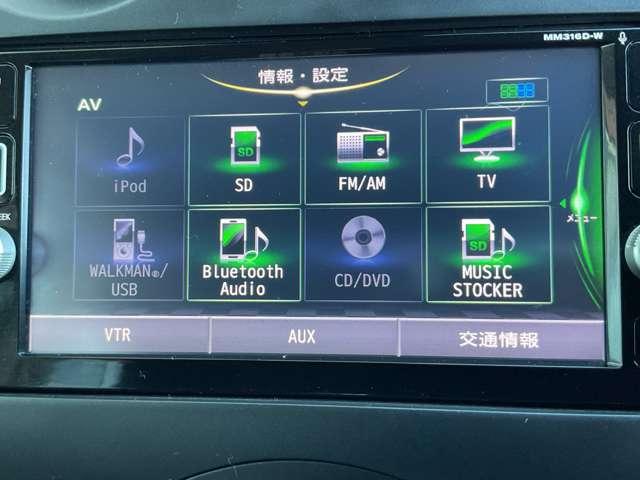 MM316D-W
情報・設定
AV
iPod
SD
SD
FM/AM
TV
メニュー
EEK
WALKMAN®/
USB
Bluetooth
Audio
CD/DVD
SD
MUSIC
STOCKER
VTR
AUX
交通情報